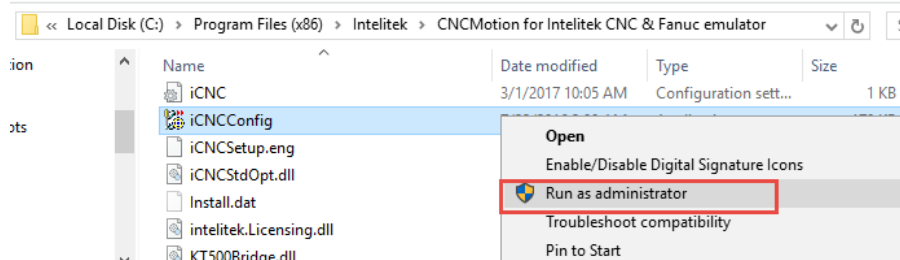 « Local Disk (C:) > Program Files (x86) > Intelitek > CNCMotion for Intelitek CNC & Fanuc emulator
Name Date modified Type Size
iCNC 3/1/2017 10:05 AM Configuration sett... 1 KB
iCNCConfig
Open
iCNCSetup.eng
Enable/Disable Digital Signature Icons
iCNCStdOpt.dll
Run as administrator
Install.dat
Troubleshoot compatibility
intelitek.Licensing.dll
Pin to Start
KT500Bridge.dll